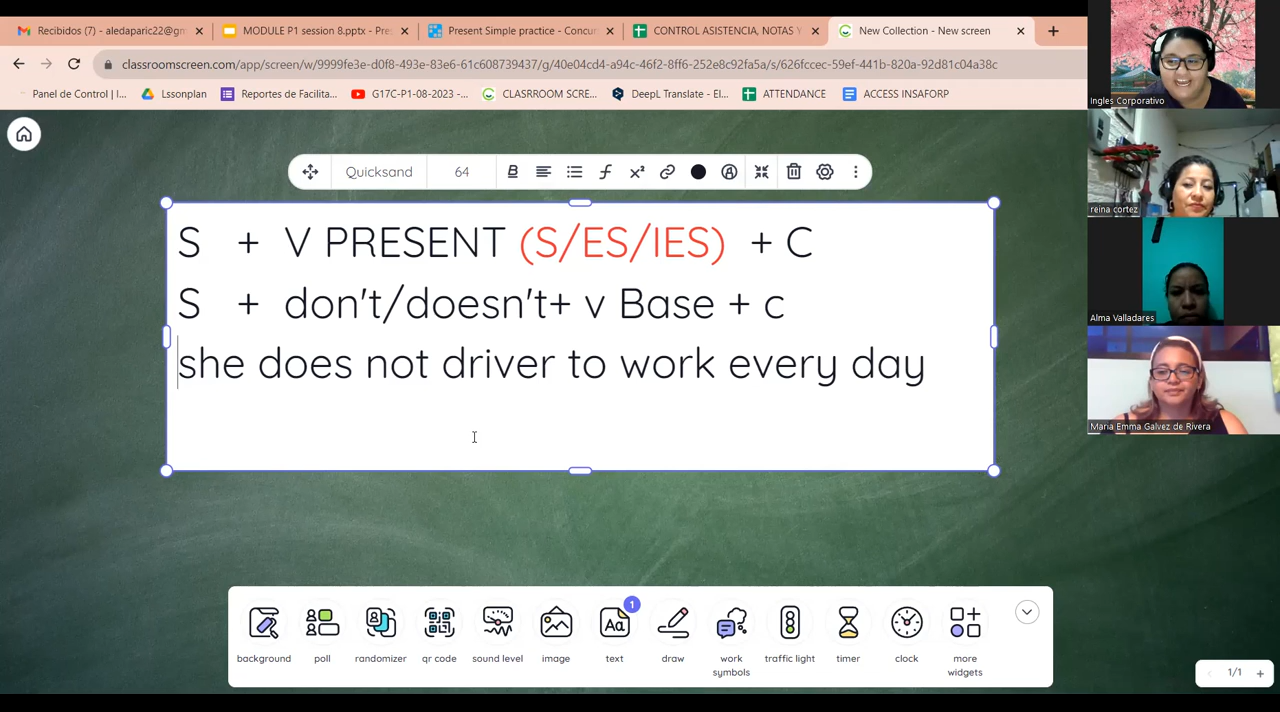 Recibidos (7) - aledaparic22@gm
MODULE P1 session 8.pptx - Pre
Present Simple practice - Concu
CONTROL ASISTENCIA, NOTAS Y
New Collection - New screen
classroomscreen.com/app/screen/w/9999fe3e-d0f8-493e-83e6-61c60f739437/g/40e04cd4-a94c-46f2-8ff6-252e8c92fa5a/s/626fccec-59ef-441b-820a-92d81c04a38c
Panel de Control | I...
Lssonplan
Reportes de Facilita...
G17C-P1-08-2023 -...
CLASRROOM SCRE...
DeepL Translate - El...
ATTENDANCE
ACCESS INSAFORP
Quicksand
64
S + V PRESENT (S/ES/IES) + C
S + don't/doesn't+ v Base + c
she does not driver to work every day
Ingles Corporativo
reina cortez
Alma Valladares
Maria Emma Galvez de Rivera
1
background
poll
randomizer
qr code
sound level
image
text
draw
work symbols
traffic light
timer
clock
more widgets
1/1